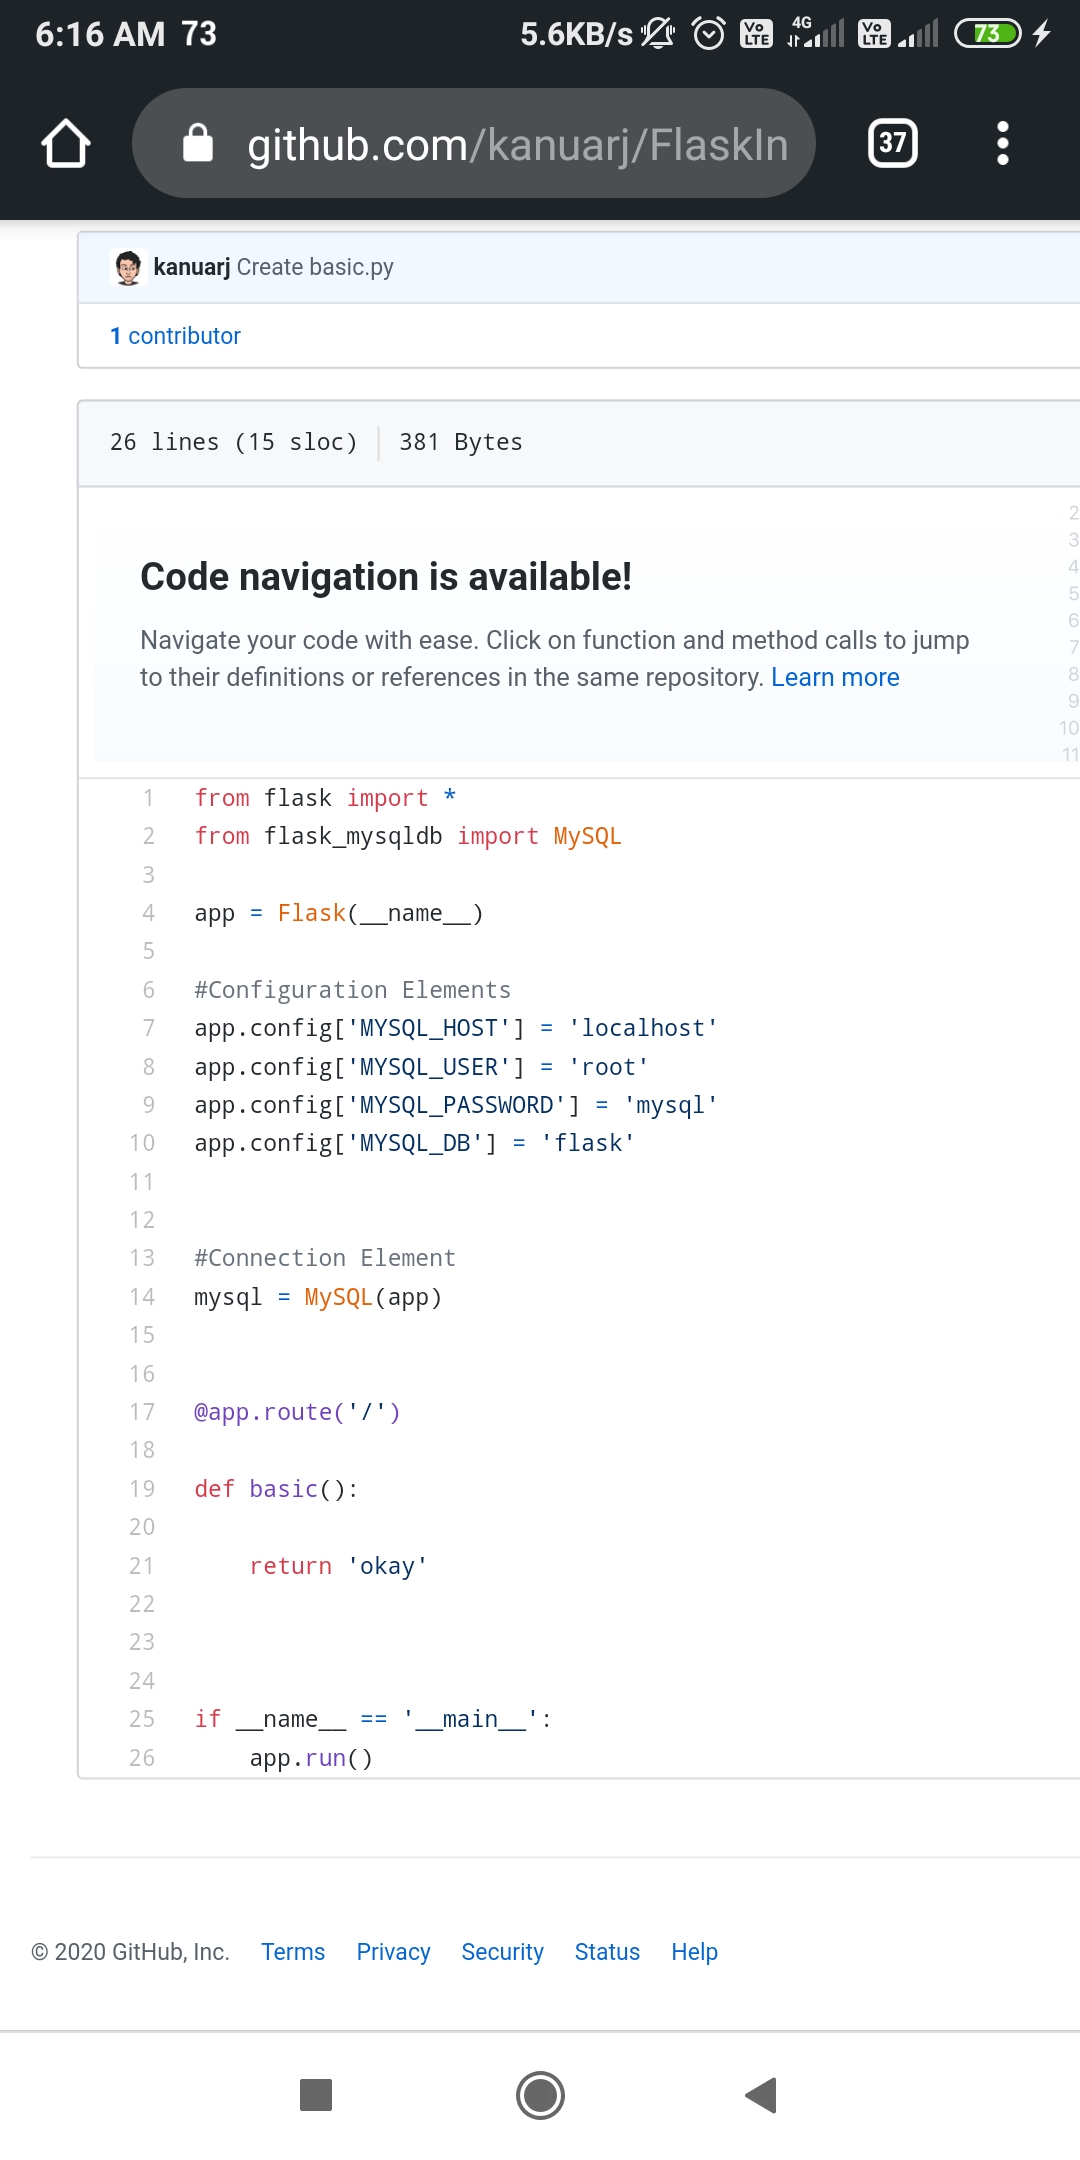 6:16 AM 73 5.6KB/s Vo LTE 4G Vo LTE 73
github.com/kanuarj/FlaskIn 37
kanuarj Create basic.py
1 contributor
26 lines (15 sloc) 381 Bytes
2
3
4
5
6
7
8
9
10
11
Code navigation is available!
Navigate your code with ease. Click on function and method calls to jump
to their definitions or references in the same repository. Learn more
1 from flask import *
2 from flask_mysqldb import MySQL
3
4 app = Flask(__name__)
5
6 #Configuration Elements
7 app.config['MYSQL_HOST'] = 'localhost'
8 app.config['MYSQL_USER'] = 'root'
9 app.config['MYSQL_PASSWORD'] = 'mysql'
10 app.config['MYSQL_DB'] = 'flask'
11
12
13 #Connection Element
14 mysql = MySQL(app)
15
16
17 @app.route('/')
18
19 def basic():
20
21     return 'okay'
22
23
24
25 if __name__ == '__main__':
26     app.run()
© 2020 GitHub, Inc. Terms Privacy Security Status Help